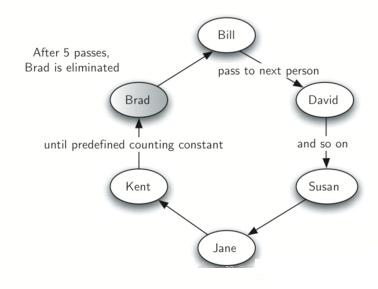 Bill
After 5 passes,
Brad is eliminated
pass to next person
Brad
David
until predefined counting constant
and so on
Kent
Susan
Jane